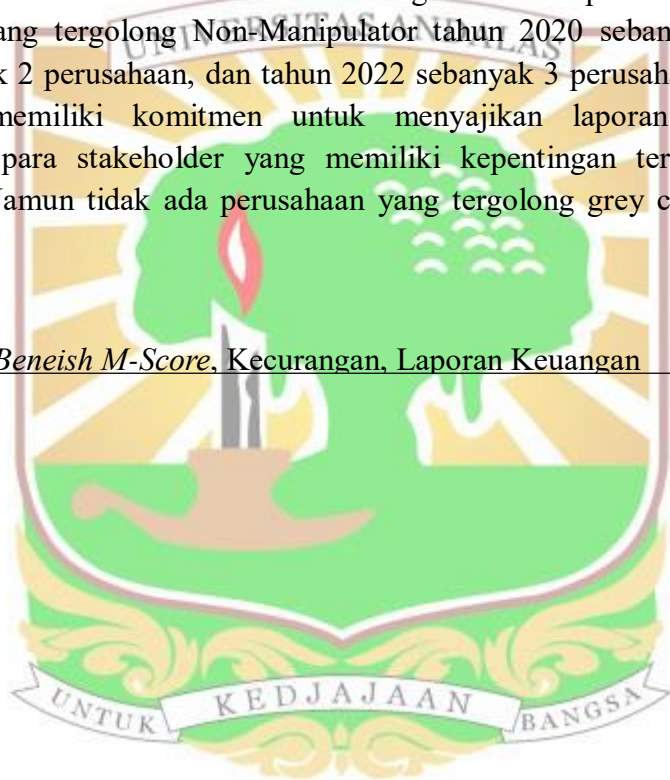 ang tergolong Non-Manipulator tahun 2020 seban
UNIVERSITAS ANDALAS
k 2 perusahaan, dan tahun 2022 sebanyak 3 perusah
memiliki komitmen untuk menyajikan laporan
para stakeholder yang memiliki kepentingan ter
Namun tidak ada perusahaan yang tergolong grey c
Beneish M-Score, Kecurangan, Laporan Keuangan
UNTUK KEDJAJAAN BANGSA